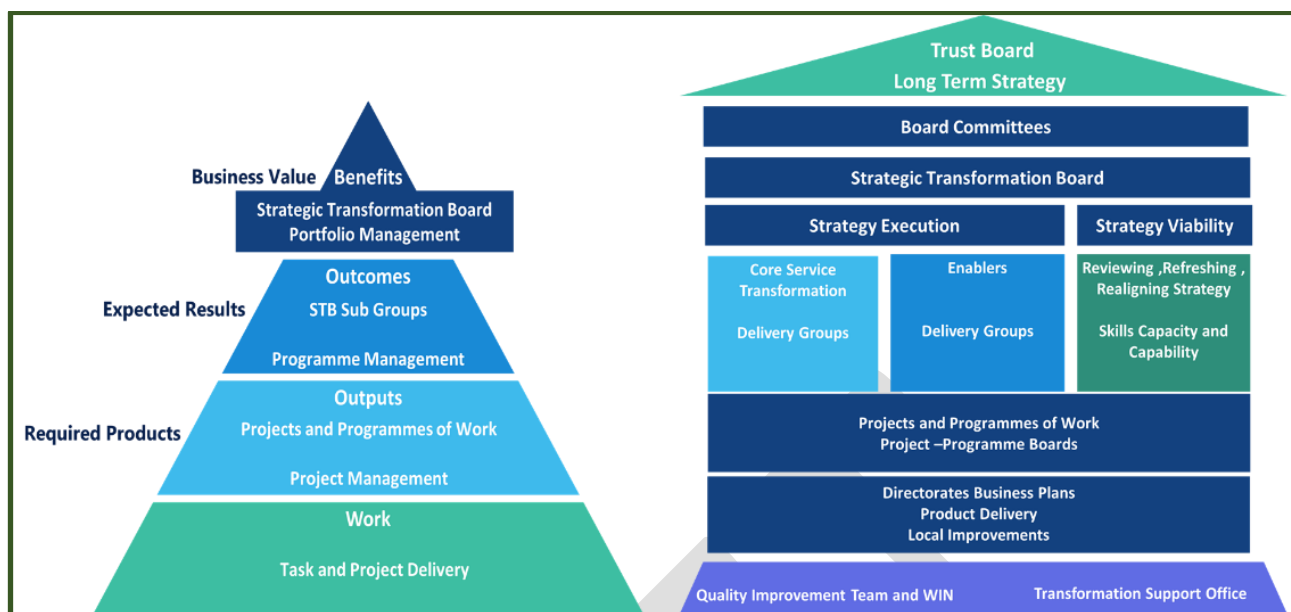 Business Value
Benefits
Strategic Transformation Board
Portfolio Management
Expected Results
Outcomes
STB Sub Groups
Programme Management
Required Products
Outputs
Projects and Programmes of Work
Project Management
Work
Task and Project Delivery
Trust Board
Long Term Strategy
Board Committees
Strategic Transformation Board
Strategy Execution
Strategy Viability
Core Service
Transformation
Delivery Groups
Enablers
Delivery Groups
Reviewing ,Refreshing ,
Realigning Strategy
Skills Capacity and
Capability
Projects and Programmes of Work
Project –Programme Boards
Directorates Business Plans
Product Delivery
Local Improvements
Quality Improvement Team and WIN
Transformation Support Office